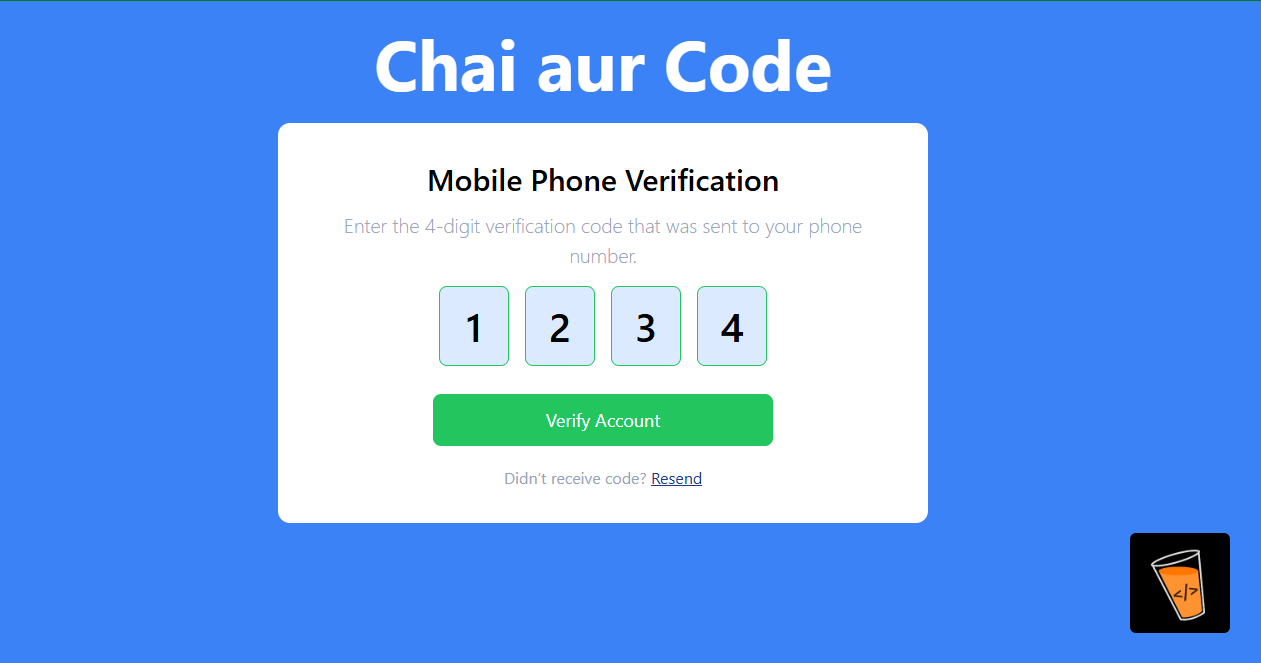 Chai aur Code
Mobile Phone Verification
Enter the 4-digit verification code that was sent to your phone
number.
1 2 3 4
Verify Account
Didn't receive code? Resend
</>